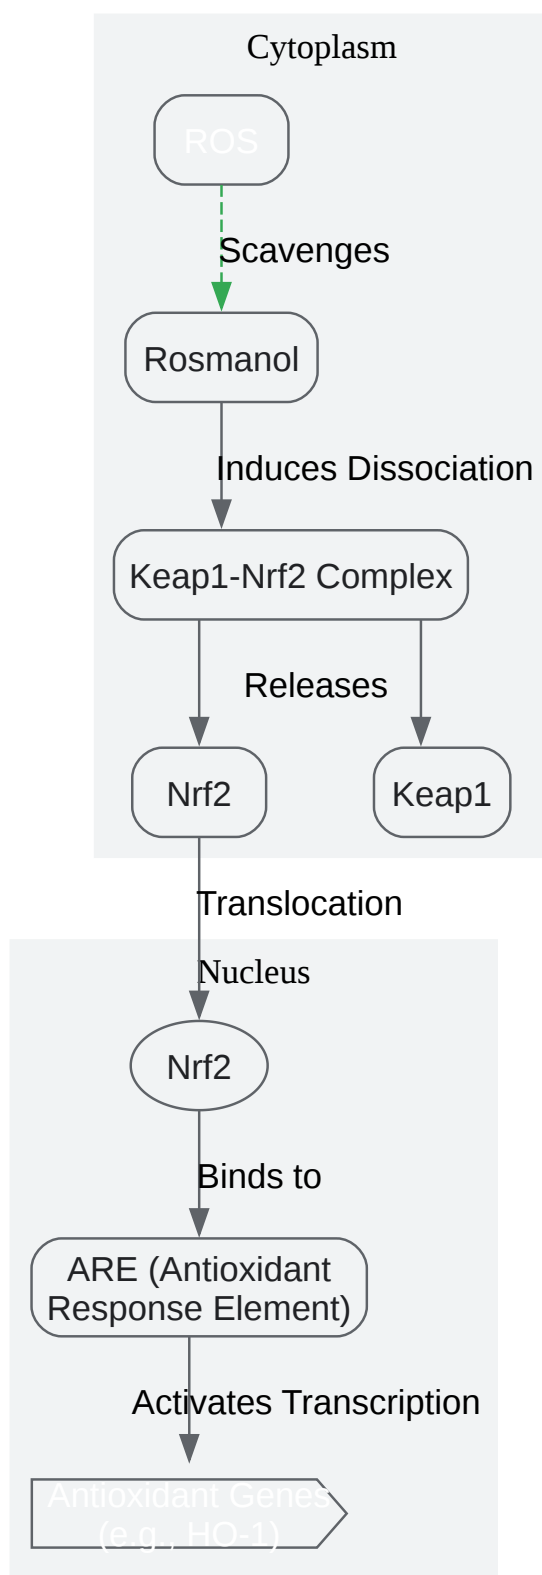 Cytoplasm
ROS
Scavenges
Rosmanol
Induces Dissociation
Keap1-Nrf2 Complex
Releases
Nrf2
Keap1
Translocation
Nucleus
Nrf2
Binds to
ARE (Antioxidant
Response Element)
Activates Transcription
Antioxidant Genes
(e.g., HO-1)